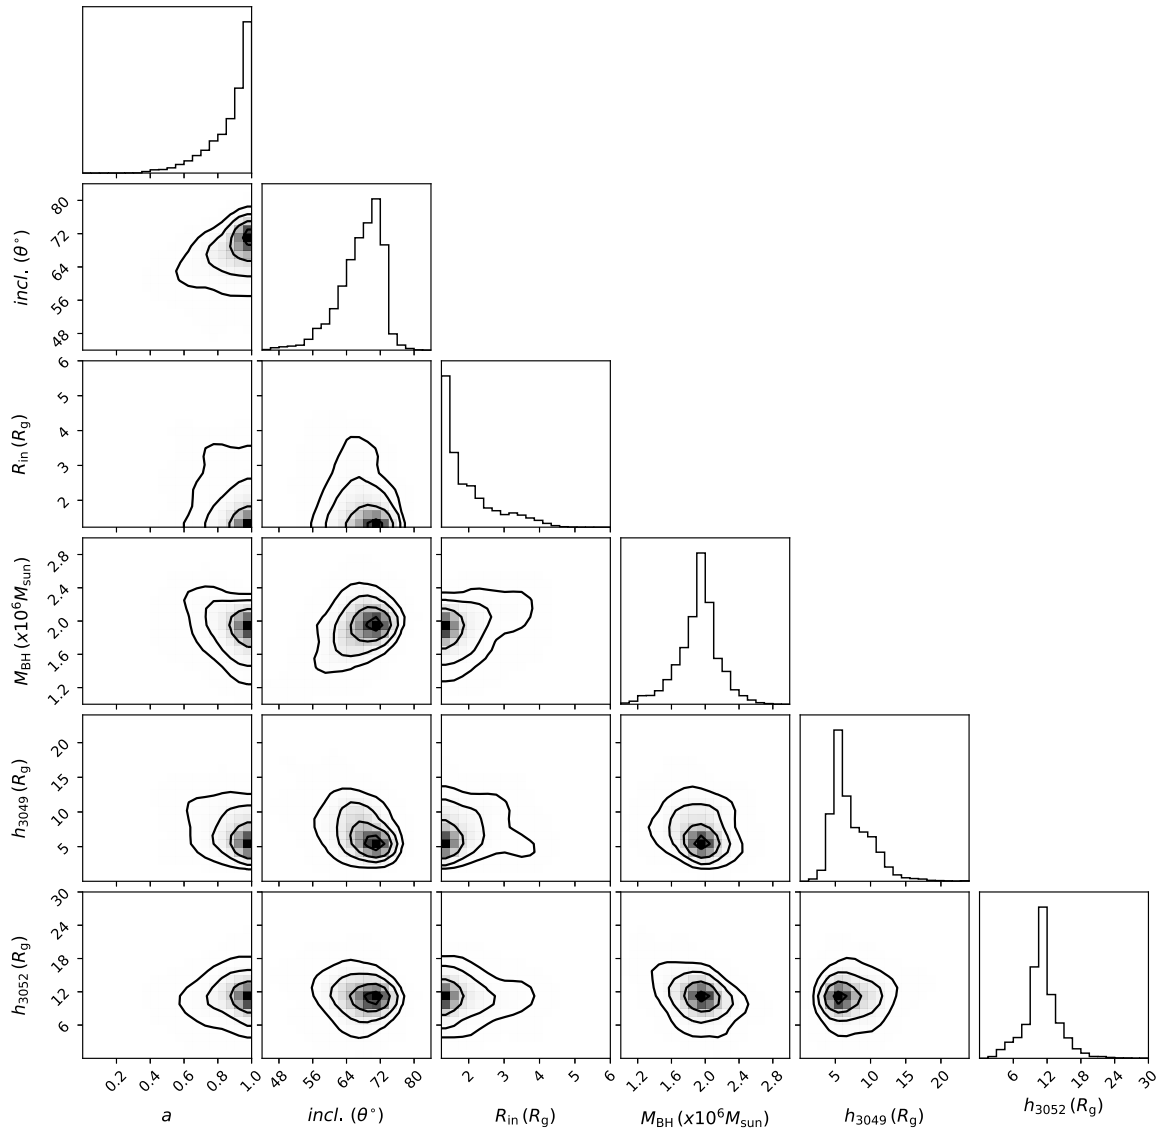 80
72
64
56
48
incl. (θ°)
6
5
4
3
2
R_in (R_g)
2.8
2.4
2.0
1.6
1.2
M_BH (x10^6 M_sun)
20
15
10
5
h_3049 (R_g)
30
24
18
12
6
h_3052 (R_g)
0.2 0.4 0.6 0.8 1.0
a
48 56 64 72 80
incl. (θ°)
2 3 4 5 6
R_in (R_g)
1.2 1.6 2.0 2.4 2.8
M_BH (x10^6 M_sun)
5 10 15 20
h_3049 (R_g)
6 12 18 24 30
h_3052 (R_g)